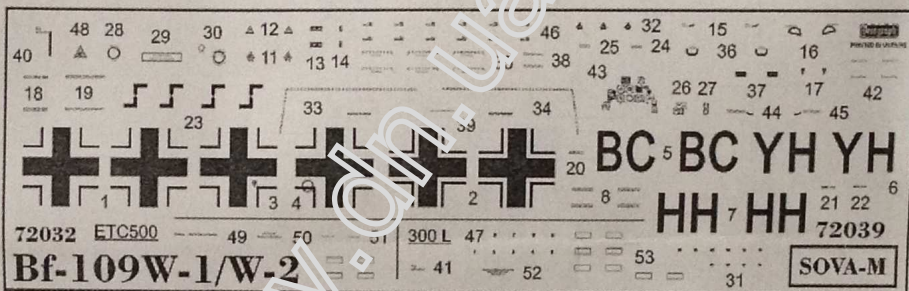 48 28 29 30 12 46 32 15
40 11 13 14 25 24 36 16
38 43 26 27 37 17 42
18 19 33 34 44 45
23 39
BC 5 BC YH YH
20
1 3 4 2 8 21 22 6
HH 7 HH
72032 ETC500 49 50 51 300 L 47 72039
Bf-109W-1/W-2 41 52 53 31 SOVA-M
.dn.ua